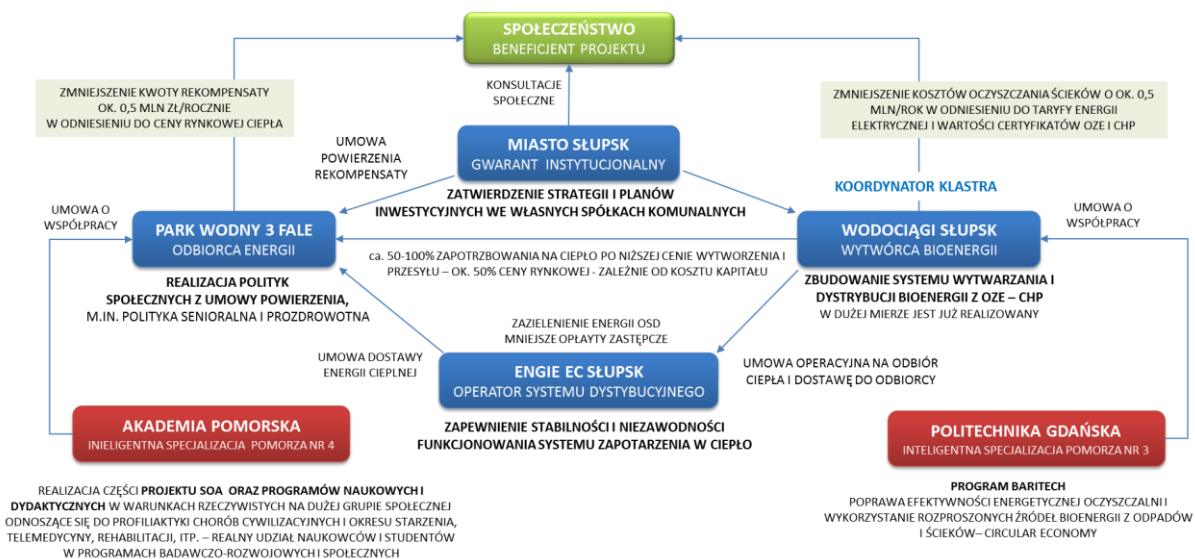 SPOŁECZEŃSTWO
BENEFICJENT PROJEKTU
ZMNIEJSZENIE KWOTY REKOMPENSATY
OK. 0,5 MLN ZŁ/ROCZNIE
W ODNIESIENIU DO CENY RYNKOWEJ CIEPŁA
KONSULTACJE
SPOŁECZNE
ZMNIEJSZENIE KOSZTÓW OCZYSZCZANIA ŚCIEKÓW O OK. 0,5
MLN/ROK W ODNIESIENIU DO TARYFY ENERGII
ELEKTRYCZNEJ I WARTOŚCI CERTYFIKATÓW OZE I CHP
UMOWA
POWIERZENIA
REKOMPENSATY
MIASTO SŁUPSK
GWARANT INSTYTUCJONALNY
ZATWIERDZENIE STRATEGII I PLANÓW
INWESTYCYJNYCH WE WŁASNYCH SPÓŁKACH KOMUNALNYCH
KOORDYNATOR KLASTRA
UMOWA O
WSPÓŁPRACY
PARK WODNY 3 FALE
ODBIORCA ENERGII
WODOCIĄGI SŁUPSK
WYTWÓRCA BIOENERGII
UMOWA O
WSPÓŁPRACY
ca. 50-100% ZAPOTRZBOWANIA NA CIEPŁO PO NIŻSZEJ CENIE WYTWORZENIA I
PRZESYŁU – OK. 50% CENY RYNKOWEJ - ZALEŻNIE OD KOSZTU KAPITAŁU
REALIZACJA POLITYK
SPOŁECZNYCH Z UMOWY POWIERZENIA,
M.IN. POLITYKA SENIORALNA I PROZDROWOTNA
ZBUDOWANIE SYSTEMU WYTWARZANIA I
DYSTRYBUCJI BIOENERGII Z OZE – CHP
W DUŻEJ MIERZE JEST JUŻ REALIZOWANY
ZAZIELENIENIE ENERGII OSD
MNIEJSZE OPŁAYTY ZASTĘPCZE
UMOWA DOSTAWY
ENERGII CIEPLNEJ
ENGIE EC SŁUPSK
OPERATOR SYSTEMU DYSTYBUCYJNEGO
UMOWA OPERACYJNA NA ODBIÓR
CIEPŁA I DOSTAWĘ DO ODBIORCY
ZAPEWNIENIE STABILNOŚCI I NIEZAWODNOŚCI
FUNKCJONOWANIA SYSTEMU ZAPOTARZENIA W CIEPŁO
AKADEMIA POMORSKA
INIELIGENTNA SPECJALIZACJA POMORZA NR 4
POLITECHNIKA GDAŃSKA
INTELIGENTNA SPECJALIZACJA POMORZA NR 3
REALIZACJA CZĘŚCI PROJEKTU SOA ORAZ PROGRAMÓW NAUKOWYCH I
DYDAKTYCZNYCH W WARUNKACH RZECZYWISTYCH NA DUŻEJ GRUPIE SPOŁECZNEJ
ODNOSZĄCE SIĘ DO PROFILIAKTYKI CHORÓB CYWILIZACYJNYCH I OKRESU STARZENIA,
TELEMEDYCYNY, REHABILITACJI, ITP. – REALNY UDZIAŁ NAUKOWCÓW I STUDENTÓW
W PROGRAMACH BADAWCZO-ROZWOJOWYCH I SPOŁECZNYCH
PROGRAM BARITECH
POPRAWA EFEKTYWNOŚCI ENERGETYCZNEJ OCZYSZCZALNI I
WYKORZYSTANIE ROZPROSZONYCH ŹRÓDEŁ BIOENERGII Z ODPADÓW
I ŚCIEKÓW– CIRCULAR ECONOMY